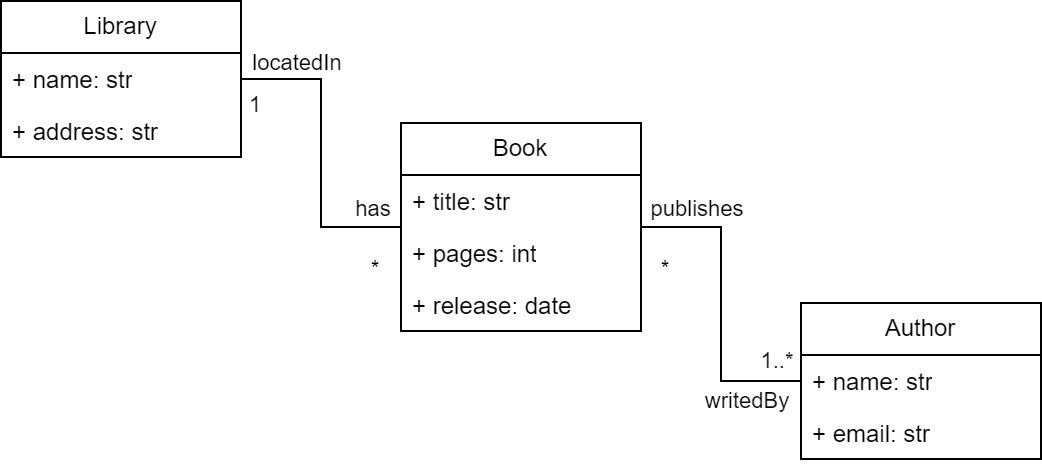 Library
+ name: str
+ address: str
locatedIn
1
has
*
Book
+ title: str
+ pages: int
+ release: date
publishes
*
1..*
writedBy
Author
+ name: str
+ email: str